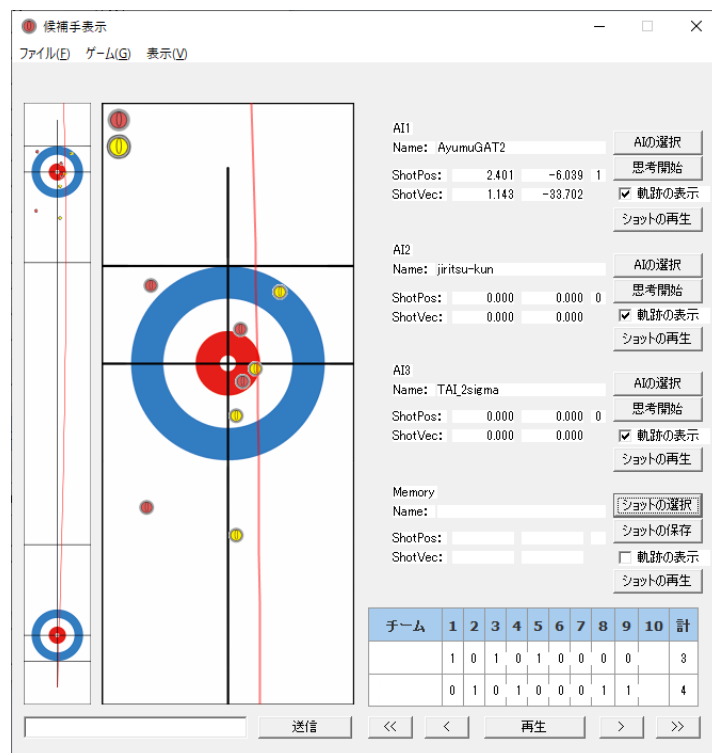 候補手表示
ファイル(F) ゲーム(G) 表示(V)
AI1
Name: AyumuGAT2 AIの選択
思考開始
ShotPos: 2.401 -6.039 1
ShotVec: 1.143 -33.702 軌跡の表示
ショットの再生
AI2
Name: jiritsu-kun AIの選択
思考開始
ShotPos: 0.000 0.000 0
ShotVec: 0.000 0.000 軌跡の表示
ショットの再生
AI3
Name: TAI_2sigma AIの選択
思考開始
ShotPos: 0.000 0.000 0
ShotVec: 0.000 0.000 軌跡の表示
ショットの再生
Memory
Name: ショットの選択
ショットの保存
ShotPos:
ShotVec: 軌跡の表示
ショットの再生
チーム 1 2 3 4 5 6 7 8 9 10 計
1 0 1 0 1 0 0 0 0 3
0 1 0 1 0 0 0 1 1 4
送信 << < 再生 > >>